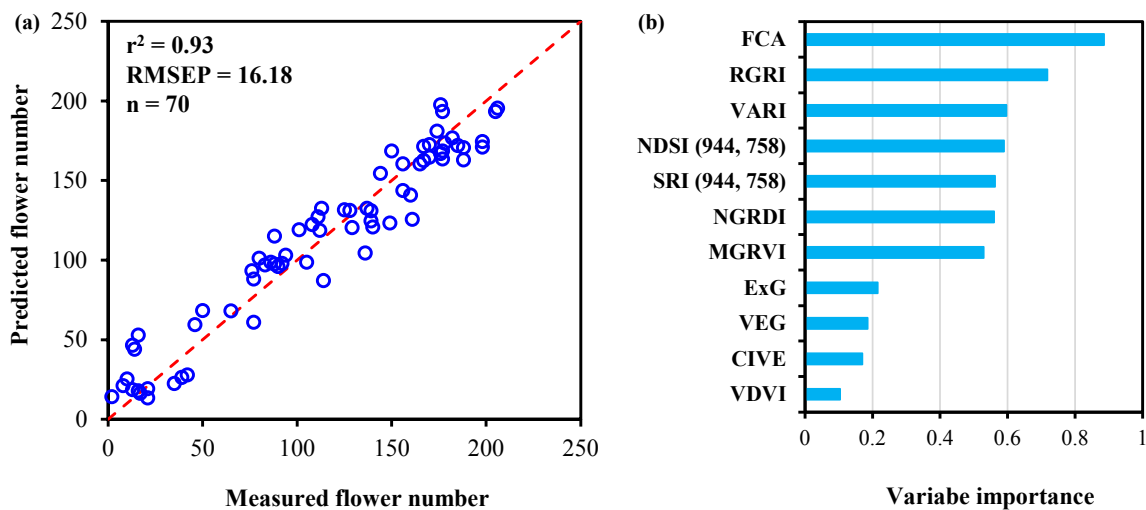 (a)
r² = 0.93
RMSEP = 16.18
n = 70
250
200
150
100
50
0
0 50 100 150 200 250
Predicted flower number
Measured flower number
(b)
FCA
RGRI
VARI
NDSI (944, 758)
SRI (944, 758)
NGRDI
MGRVI
ExG
VEG
CIVE
VDVI
0 0.2 0.4 0.6 0.8 1
Variabe importance